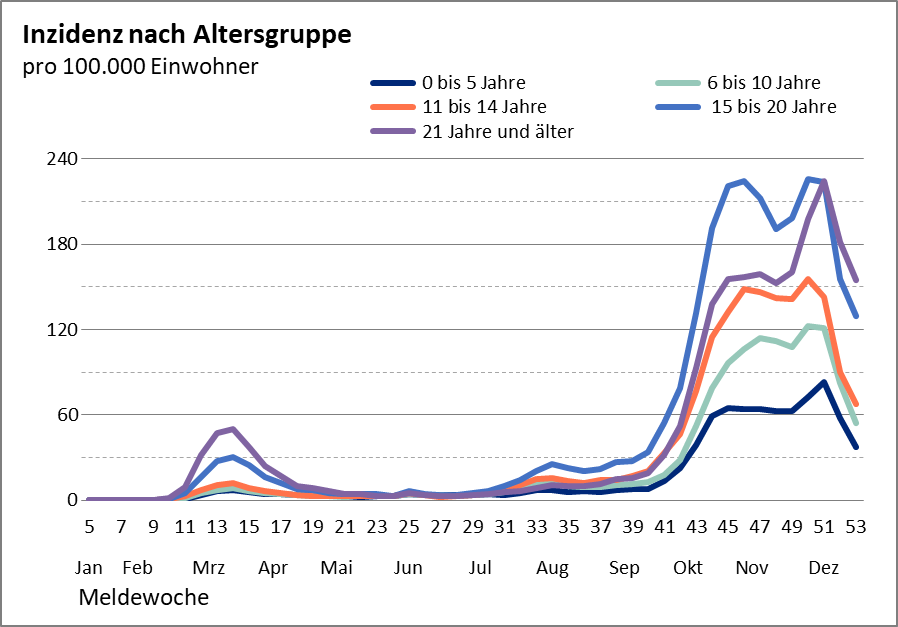 Inzidenz nach Altersgruppe
pro 100.000 Einwohner
0 bis 5 Jahre 6 bis 10 Jahre
11 bis 14 Jahre 15 bis 20 Jahre
21 Jahre und älter
240
180
120
60
0
5 7 9 11 13 15 17 19 21 23 25 27 29 31 33 35 37 39 41 43 45 47 49 51 53
Jan Feb Mrz Apr Mai Jun Jul Aug Sep Okt Nov Dez
Meldewoche